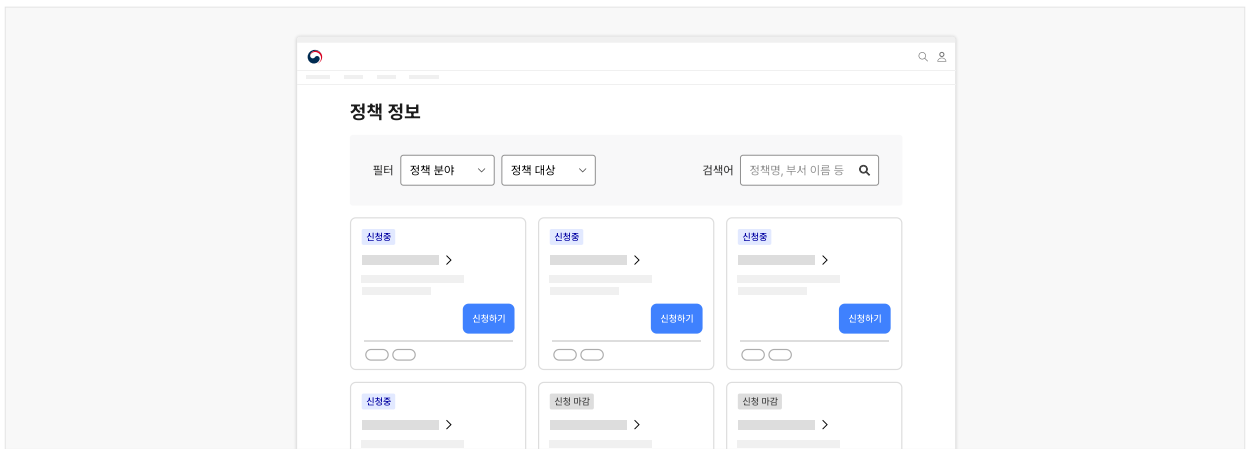 정책 정보
필터 정책 분야 정책 대상 검색어 정책명, 부서 이름 등
신청중 신청중 신청중
신청하기 신청하기 신청하기
신청중 신청 마감 신청 마감